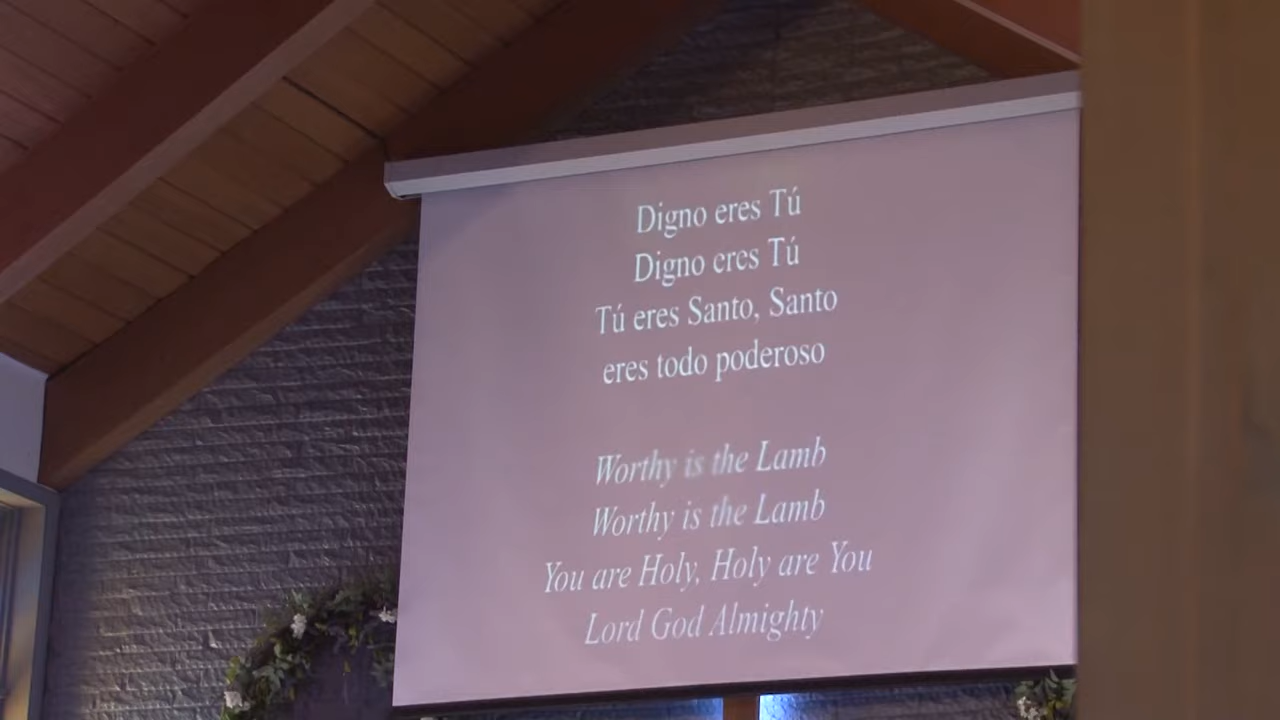 Digno eres Tú
Digno eres Tú
Tú eres Santo, Santo
eres todo poderoso
Worthy is the Lamb
Worthy is the Lamb
You are Holy, Holy are You
Lord God Almighty